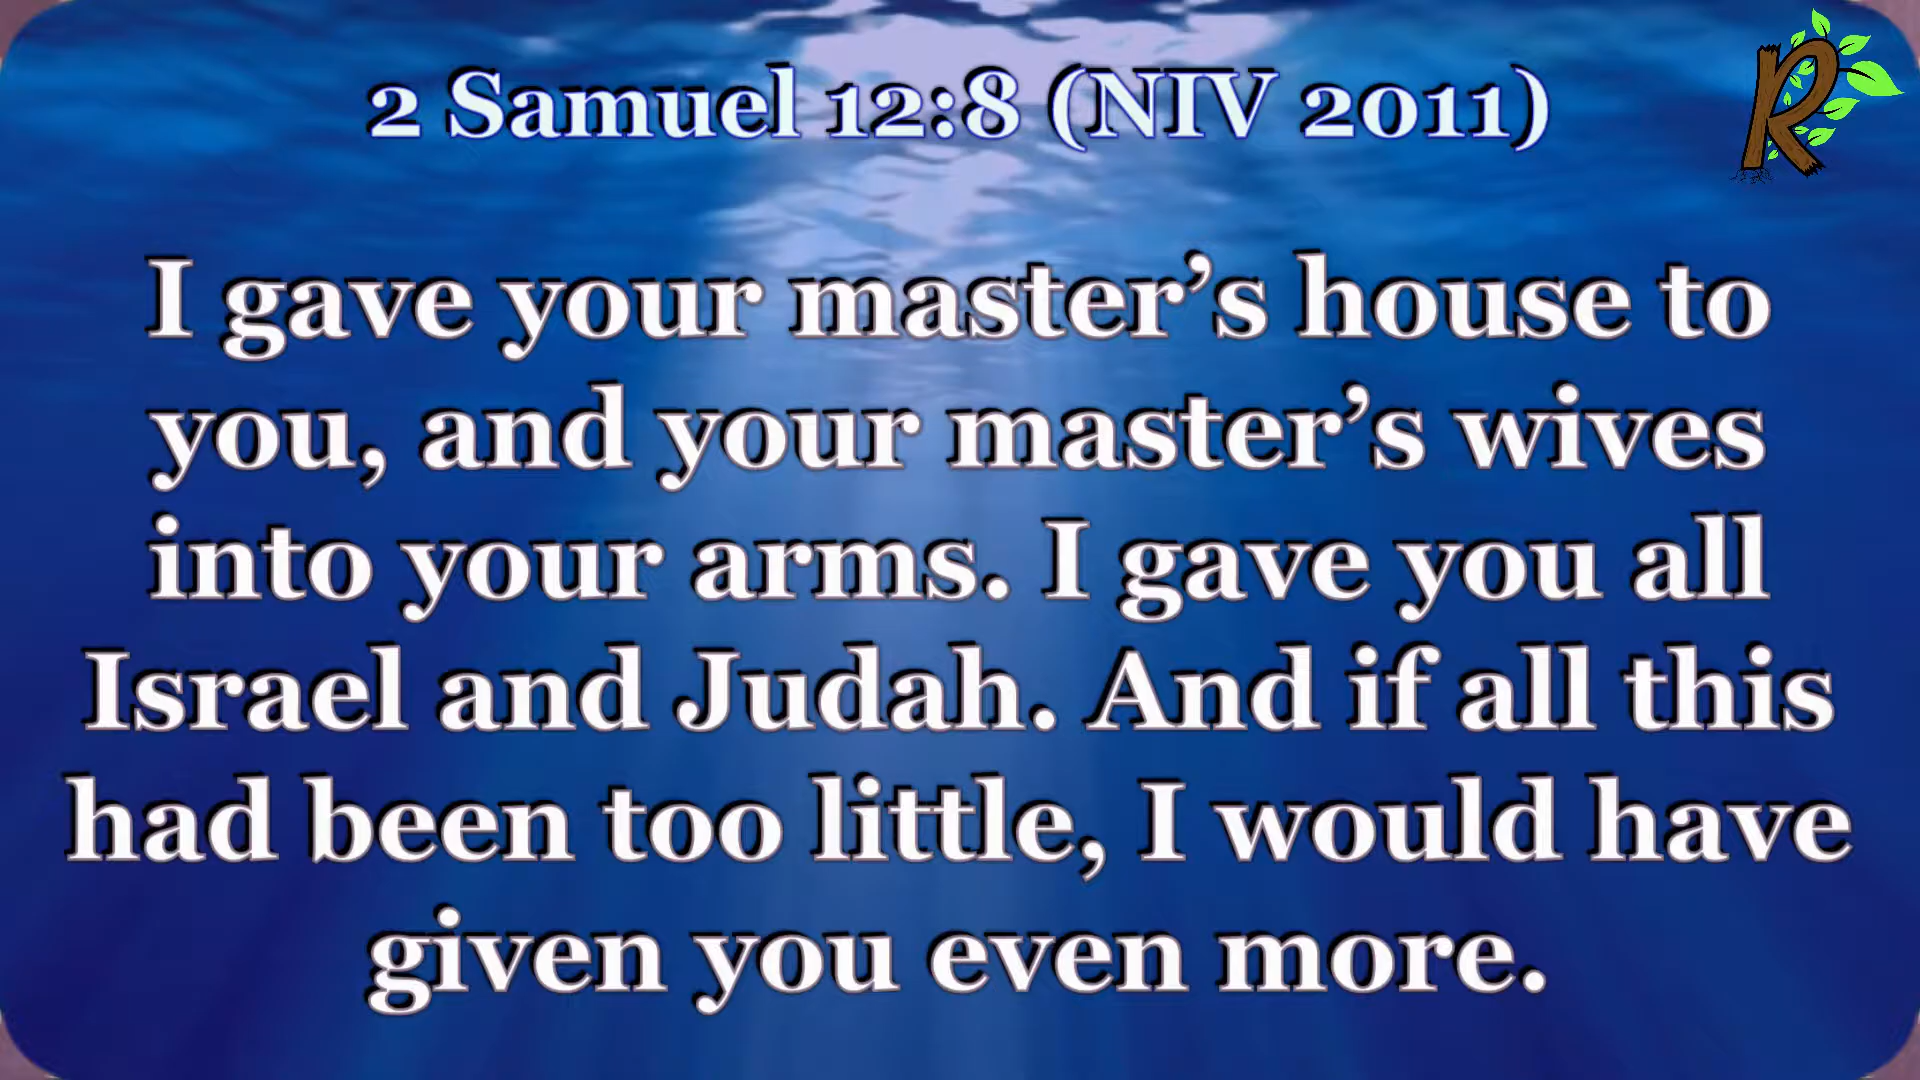 2 Samuel 12:8 (NIV 2011)
R
I gave your master’s house to
you, and your master’s wives
into your arms. I gave you all
Israel and Judah. And if all this
had been too little, I would have
given you even more.